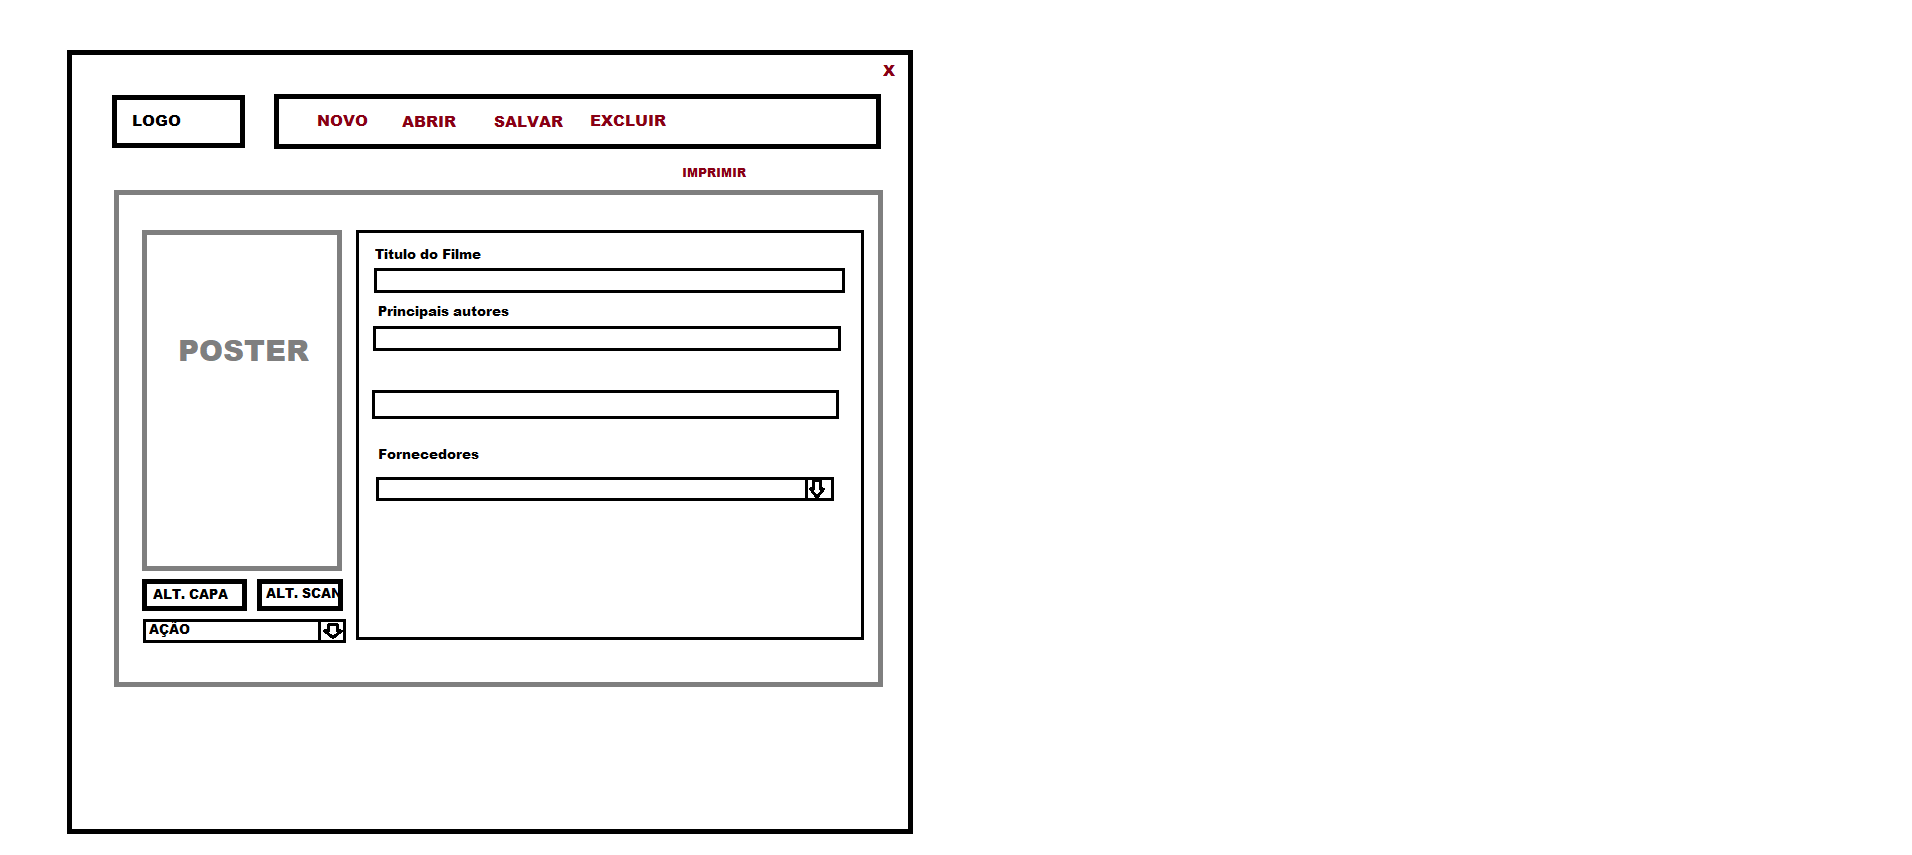 X
LOGO
NOVO ABRIR SALVAR EXCLUIR
IMPRIMIR
Titulo do Filme
Principais autores
POSTER
Fornecedores
ALT. CAPA ALT. SCAN
AÇÃO